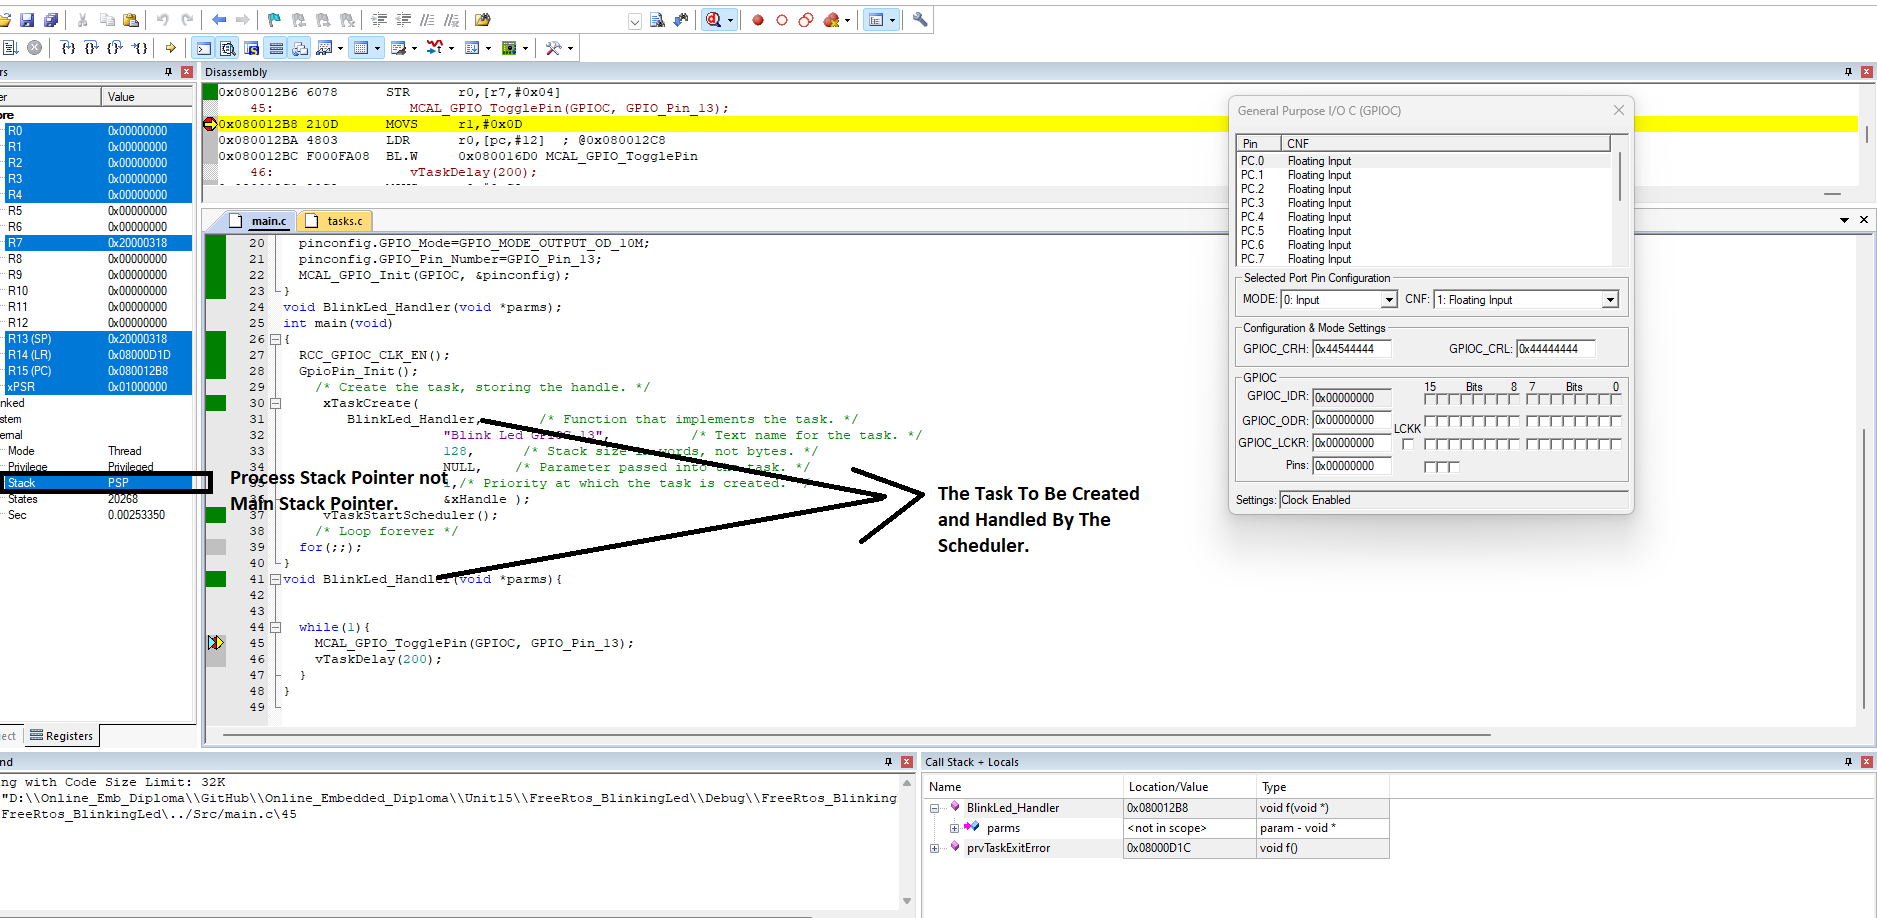 rs
Disassembly
er Value
0x080012B6 6078 STR r0,[r7,#0x04]
45: MCAL_GPIO_TogglePin(GPIOC, GPIO_Pin_13);
0x080012B8 210D MOVS r1,#0x0D
0x080012BA 4803 LDR r0,[pc,#12] ; @0x080012C8
0x080012BC F000FA08 BL.W 0x080016D0 MCAL_GPIO_TogglePin
46: vTaskDelay(200);
ore
R0 0x00000000
R1 0x00000000
R2 0x00000000
R3 0x00000000
R4 0x00000000
R5 0x00000000
R6 0x00000000
R7 0x20000318
R8 0x00000000
R9 0x00000000
R10 0x00000000
R11 0x00000000
R12 0x00000000
R13 (SP) 0x20000318
R14 (LR) 0x08000D1D
R15 (PC) 0x080012B8
xPSR 0x01000000
nked
stem
ernal
Mode Thread
Privilege Privileged
Stack PSP
States 20268
Sec 0.00253350
ect Registers
main.c tasks.c
20 pinconfig.GPIO_Mode=GPIO_MODE_OUTPUT_OD_10M;
21 pinconfig.GPIO_Pin_Number=GPIO_Pin_13;
22 MCAL_GPIO_Init(GPIOC, &pinconfig);
23 }
24 void BlinkLed_Handler(void *parms);
25 int main(void)
26 {
27 RCC_GPIOC_CLK_EN();
28 GpioPin_Init();
29 /* Create the task, storing the handle. */
30 xTaskCreate(
31 BlinkLed_Handler, /* Function that implements the task. */
32 "Blink Led GPIOC 13", /* Text name for the task. */
33 128, /* Stack size in words, not bytes. */
34 NULL, /* Parameter passed into the task. */
35 1,/* Priority at which the task is created. */
36 &xHandle );
37 vTaskStartScheduler();
38 /* Loop forever */
39 for(;;);
40 }
41 void BlinkLed_Handler(void *parms){
42
43
44 while(1){
45 MCAL_GPIO_TogglePin(GPIOC, GPIO_Pin_13);
46 vTaskDelay(200);
47 }
48 }
49
Process Stack Pointer not
Main Stack Pointer.
The Task To Be Created
and Handled By The
Scheduler.
General Purpose I/O C (GPIOC)
Pin CNF
PC.0 Floating Input
PC.1 Floating Input
PC.2 Floating Input
PC.3 Floating Input
PC.4 Floating Input
PC.5 Floating Input
PC.6 Floating Input
PC.7 Floating Input
Selected Port Pin Configuration
MODE: 0: Input CNF: 1: Floating Input
Configuration & Mode Settings
GPIOC_CRH: 0x44544444 GPIOC_CRL: 0x44444444
GPIOC
15 Bits 8 7 Bits 0
GPIOC_IDR: 0x00000000
GPIOC_ODR: 0x00000000
LCKK
GPIOC_LCKR: 0x00000000
Pins: 0x00000000
Settings: Clock Enabled
nd
ng with Code Size Limit: 32K
"D:\\Online_Emb_Diploma\\GitHub\\Online_Embedded_Diploma\\Unit15\\FreeRtos_BlinkingLed\\Debug\\FreeRtos_Blinking
FreeRtos_BlinkingLed\../Src/main.c\45
Call Stack + Locals
Name Location/Value Type
BlinkLed_Handler 0x080012B8 void f(void *)
parms <not in scope> param - void *
prvTaskExitError 0x08000D1C void f()